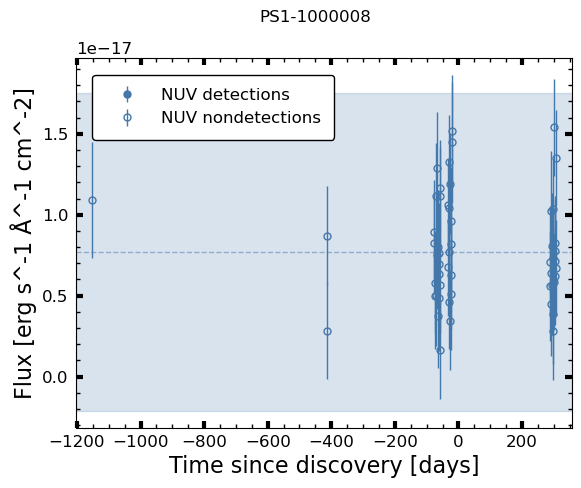 PS1-1000008
1e−17
NUV detections
NUV nondetections
1.5
1.0
0.5
0.0
Flux [erg s^-1 Å^-1 cm^-2]
−1200 −1000 −800 −600 −400 −200 0 200
Time since discovery [days]